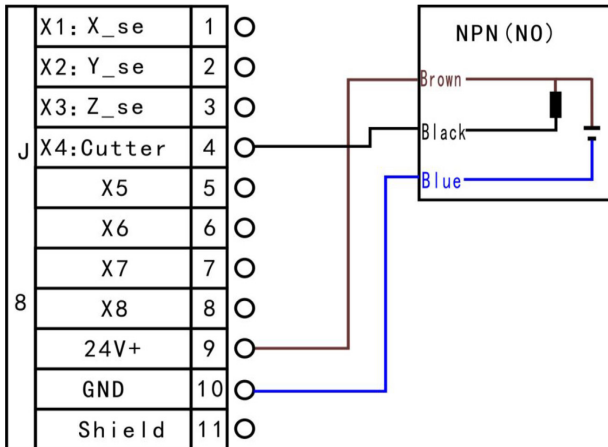 J 8
X1: X_se 1
X2: Y_se 2
X3: Z_se 3
X4:Cutter 4
X5 5
X6 6
X7 7
X8 8
24V+ 9
GND 10
Shield 11
NPN(NO)
Brown
Black
Blue